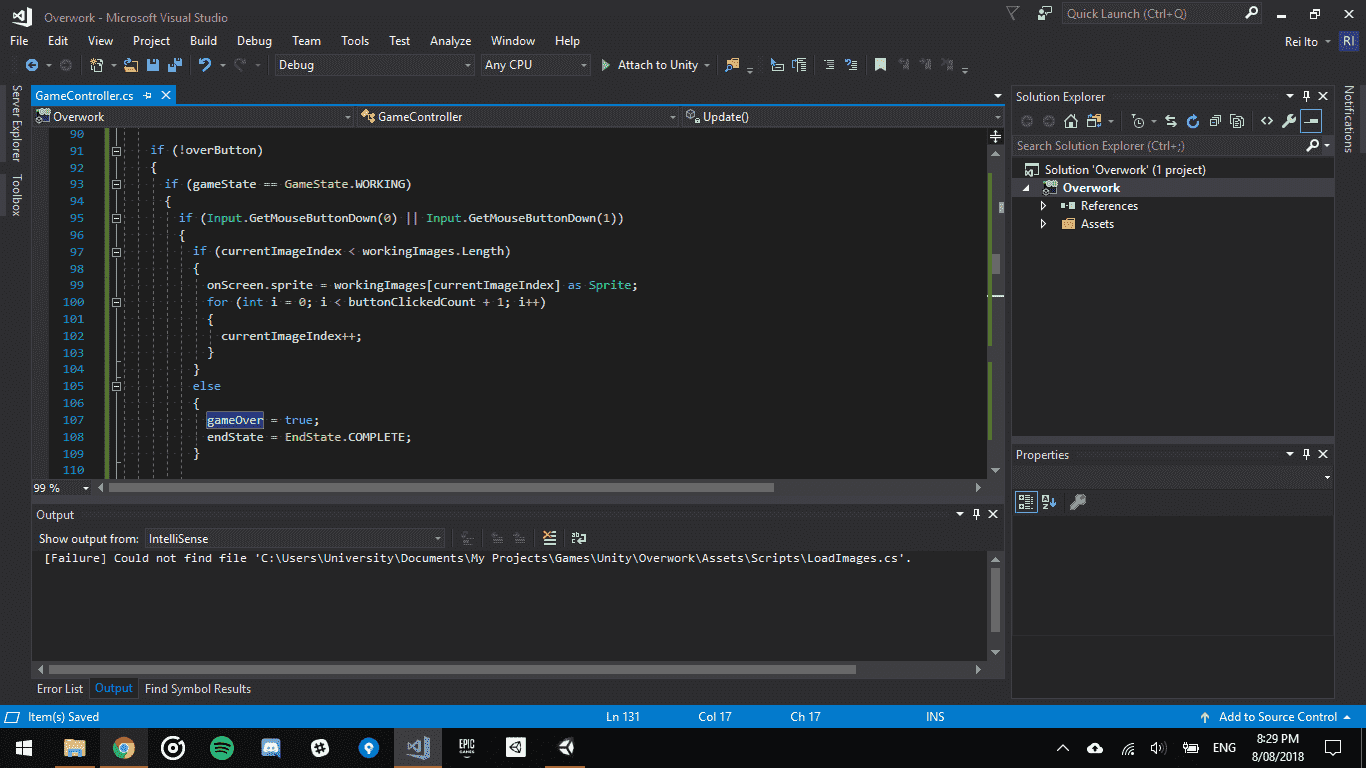 Overwork - Microsoft Visual Studio
Quick Launch (Ctrl+Q)
File Edit View Project Build Debug Team Tools Test Analyze Window Help
Rei Ito RI
Debug Any CPU Attach to Unity
Server Explorer
Toolbox
GameController.cs
Overwork GameController Update()
90
91 if (!overButton)
92 {
93 if (gameState == GameState.WORKING)
94 {
95 if (Input.GetMouseButtonDown(0) || Input.GetMouseButtonDown(1))
96 {
97 if (currentImageIndex < workingImages.Length)
98 {
99 onScreen.sprite = workingImages[currentImageIndex] as Sprite;
100 for (int i = 0; i < buttonClickedCount + 1; i++)
101 {
102 currentImageIndex++;
103 }
104 }
105 else
106 {
107 gameOver = true;
108 endState = EndState.COMPLETE;
109 }
110
99 %
Output
Show output from: IntelliSense
[Failure] Could not find file 'C:\Users\University\Documents\My Projects\Games\Unity\Overwork\Assets\Scripts\LoadImages.cs'.
Error List Output Find Symbol Results
Solution Explorer
Search Solution Explorer (Ctrl+;)
Solution 'Overwork' (1 project)
Overwork
References
Assets
Properties
Notifications
Item(s) Saved Ln 131 Col 17 Ch 17 INS Add to Source Control
EPIC
GAMES
ENG
8:29 PM
8/08/2018